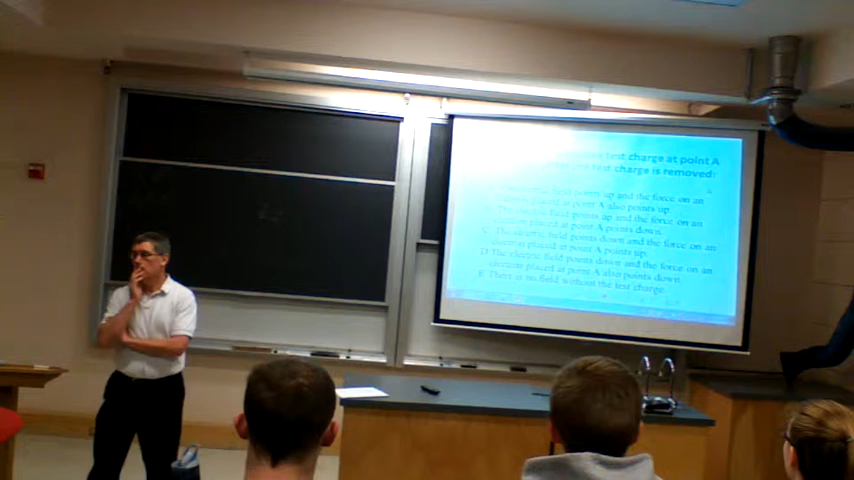 test charge at point A
test charge is removed:
field points up and the force on an
placed at point A also points up.
The electric field points up and the force on an
electron placed at point A points down.
C. The electric field points down and the force on an
electron placed at point A points up.
D. The electric field points down and the force on an
electron placed at point A also points down.
E. There is no field without the test charge.